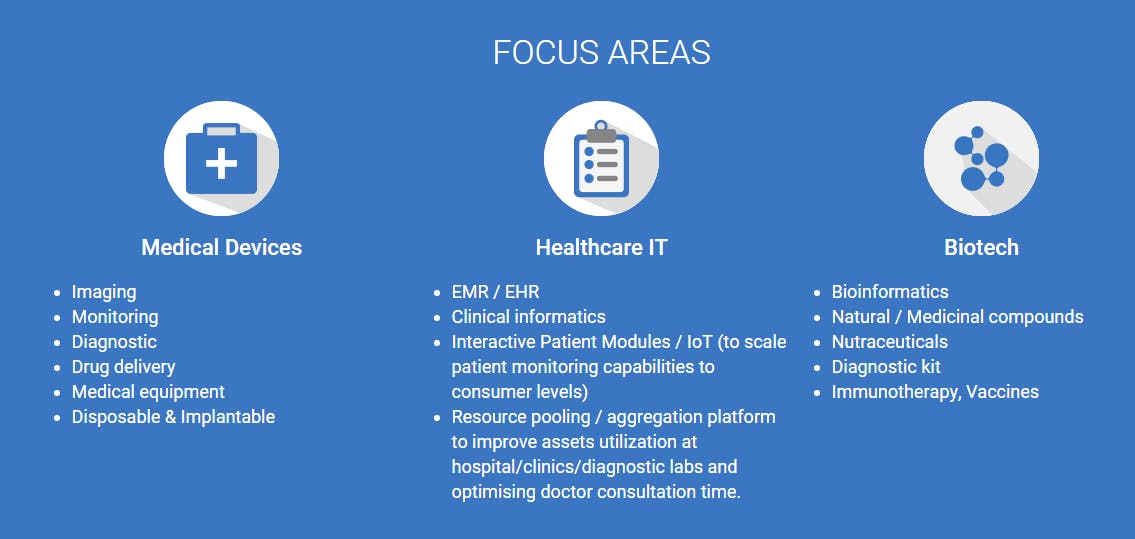 FOCUS AREAS
Medical Devices
Imaging
Monitoring
Diagnostic
Drug delivery
Medical equipment
Disposable & Implantable
Healthcare IT
EMR / EHR
Clinical informatics
Interactive Patient Modules / IoT (to scale
patient monitoring capabilities to
consumer levels)
Resource pooling / aggregation platform
to improve assets utilization at
hospital/clinics/diagnostic labs and
optimising doctor consultation time.
Biotech
Bioinformatics
Natural / Medicinal compounds
Nutraceuticals
Diagnostic kit
Immunotherapy, Vaccines